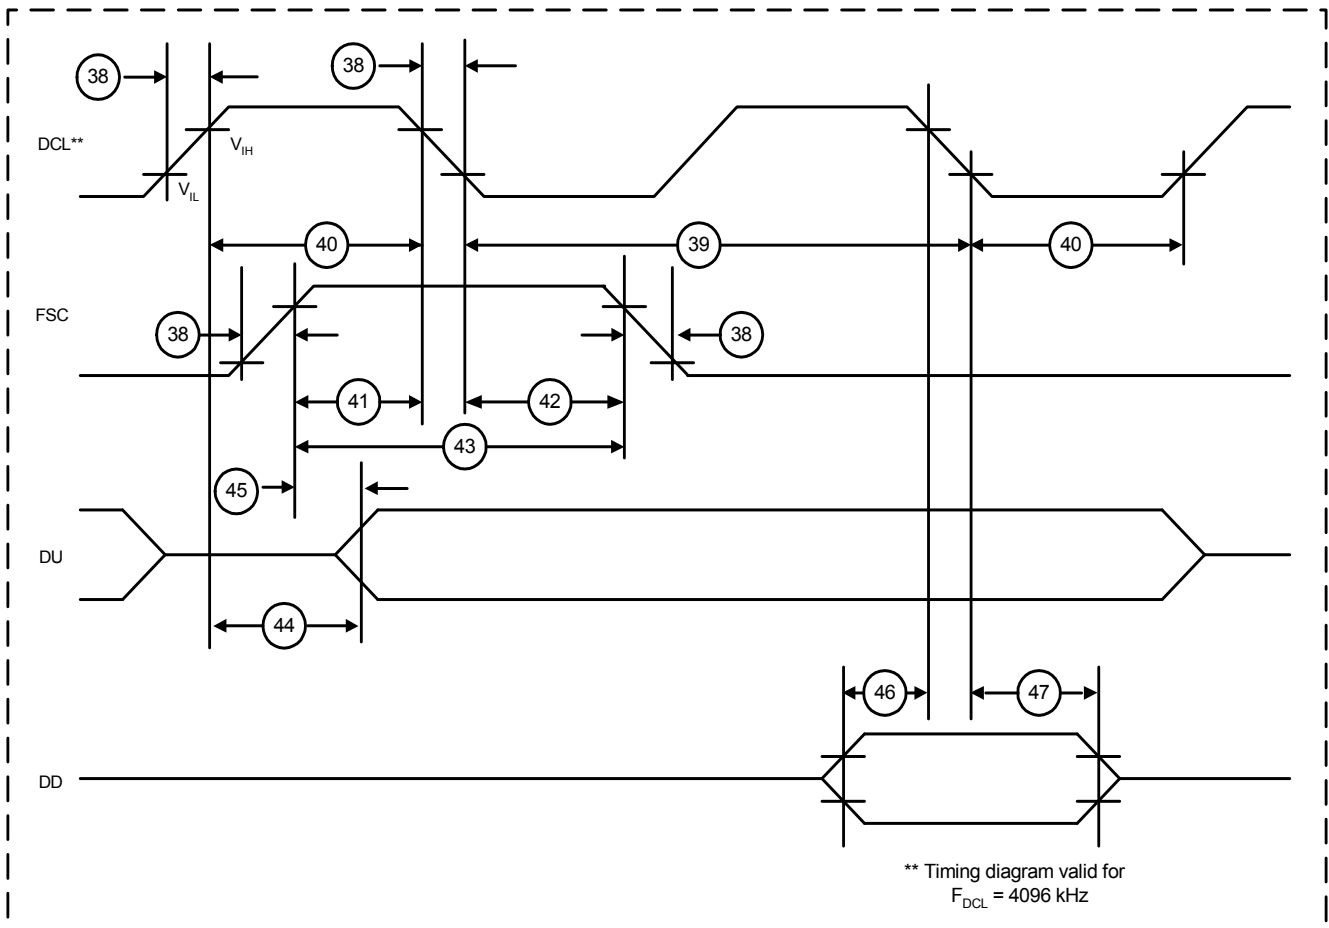 38
38
DCL**
V_IH
V_IL
40
39
40
FSC
38
38
41
42
43
45
DU
44
46
47
DD
** Timing diagram valid for
F_DCL = 4096 kHz